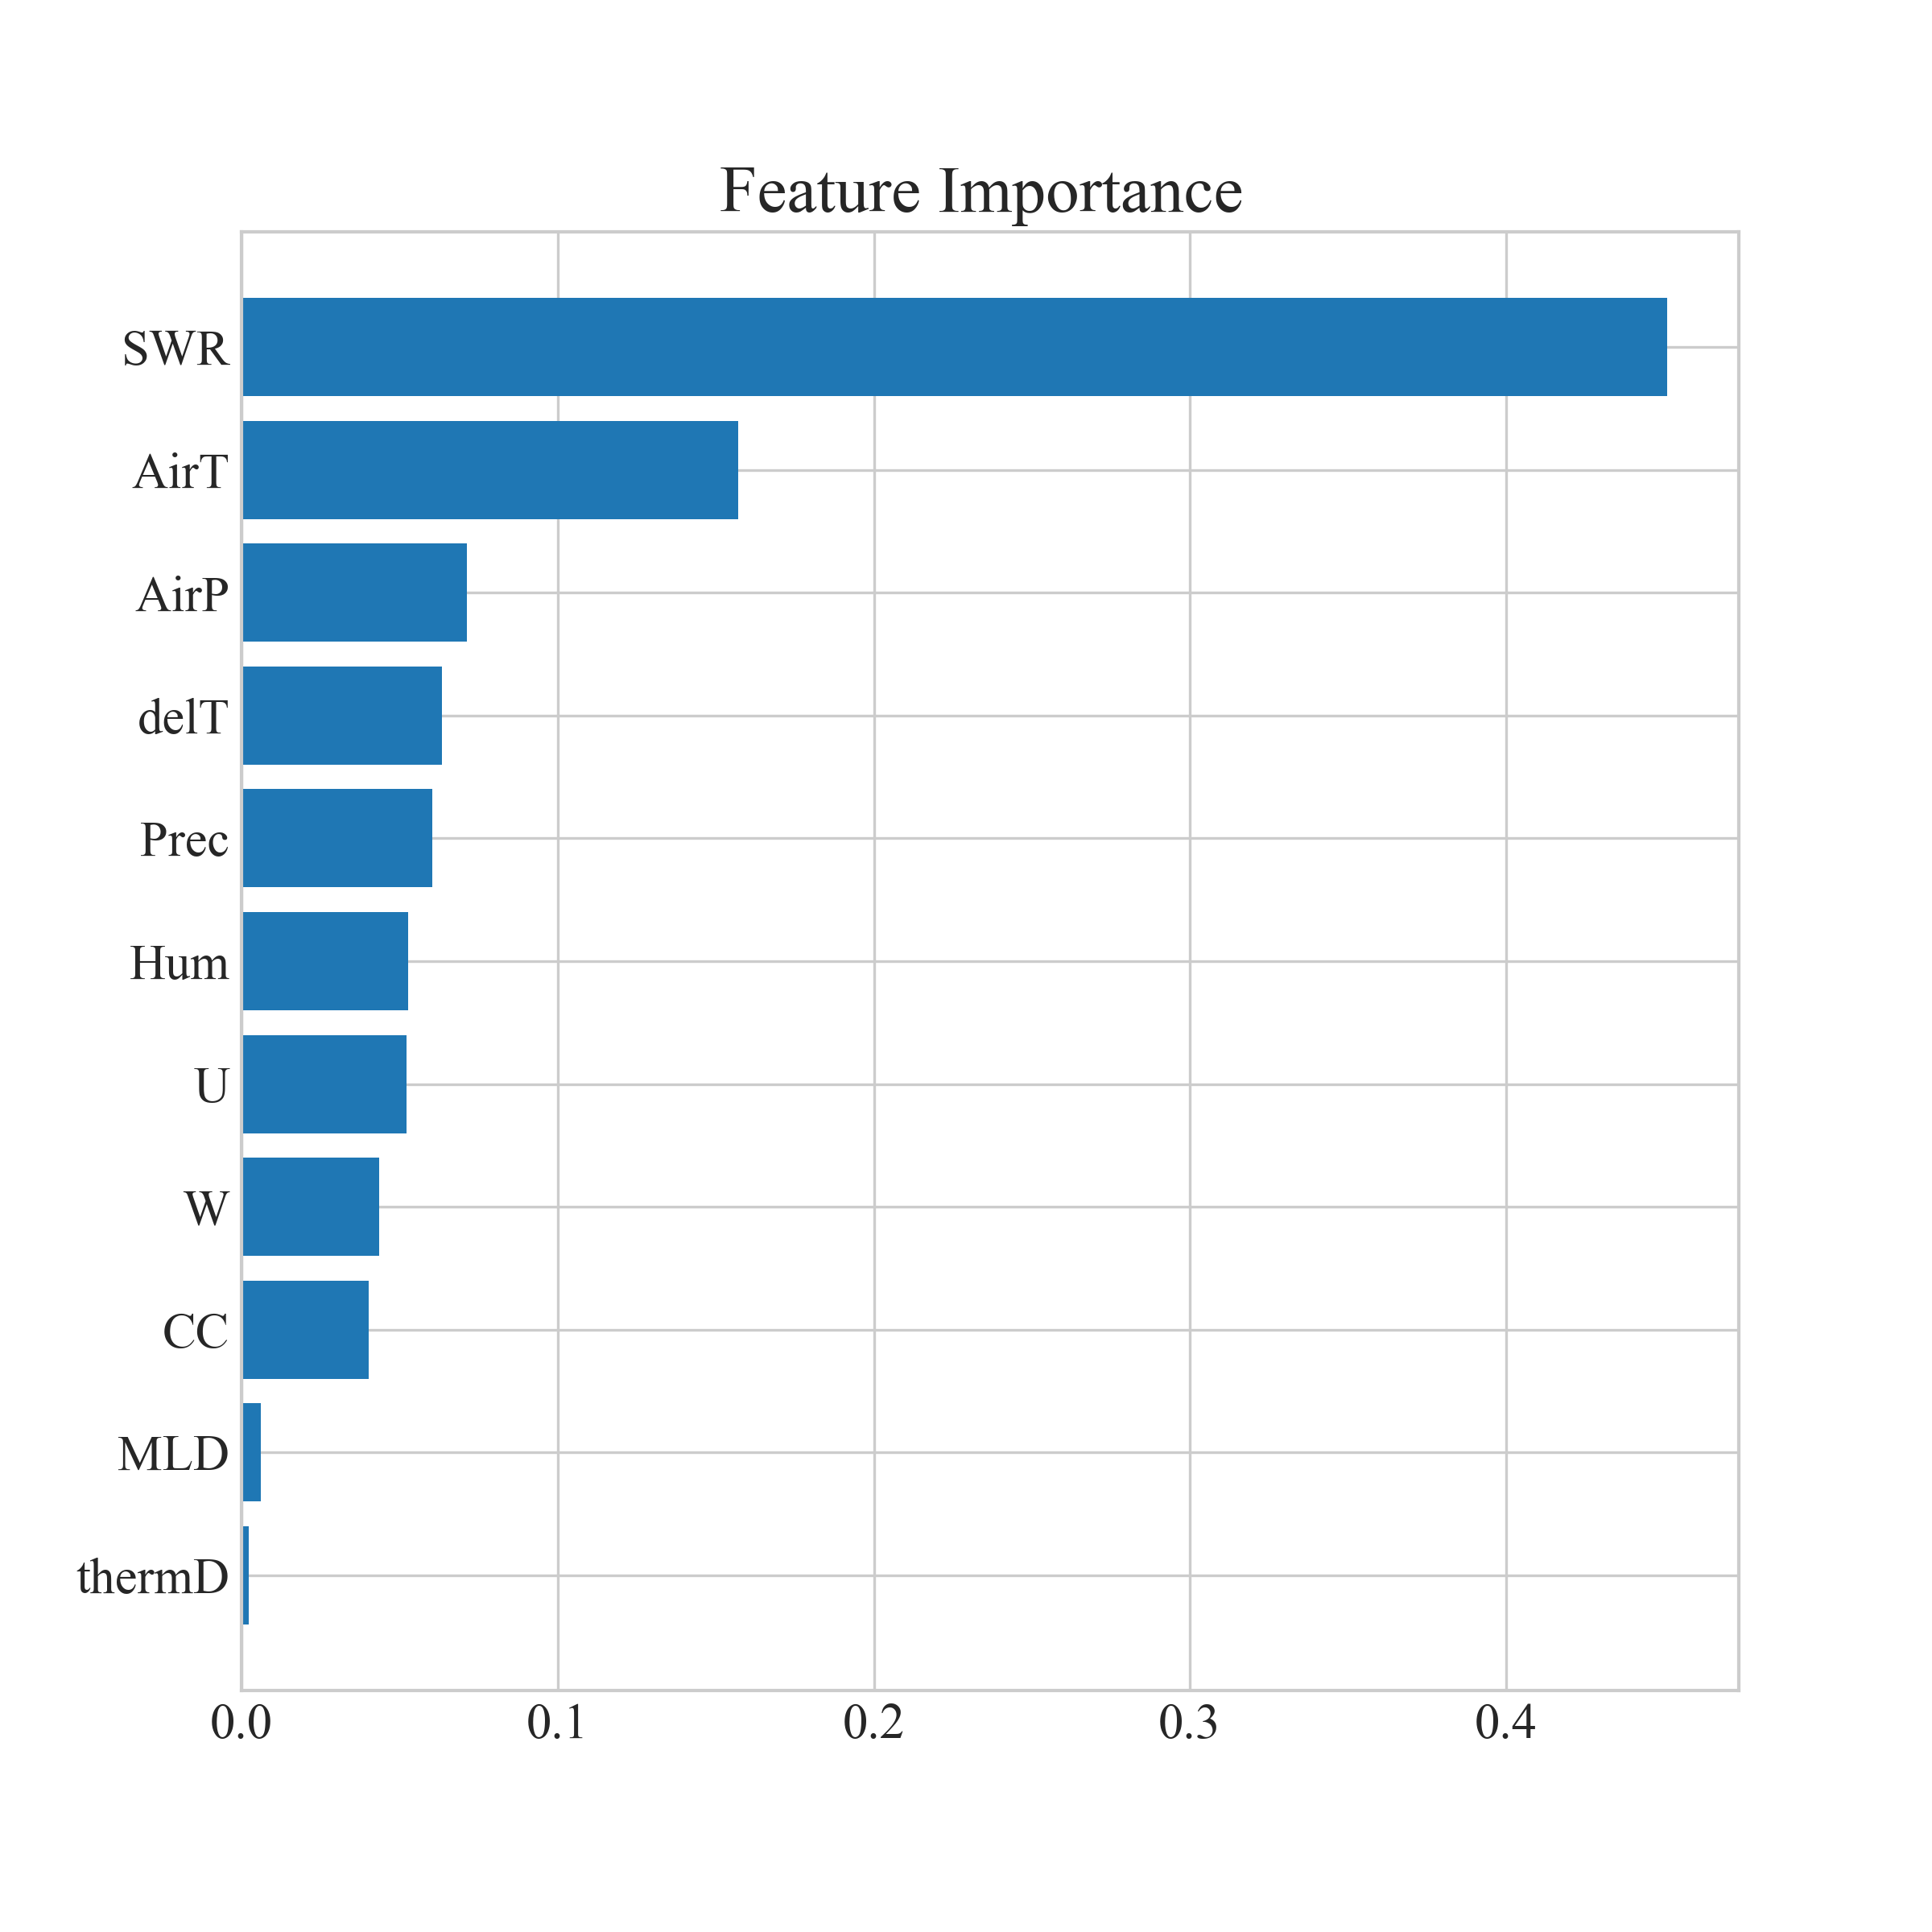 Feature Importance
SWR
AirT
AirP
delT
Prec
Hum
U
W
CC
MLD
thermD
0.0 0.1 0.2 0.3 0.4